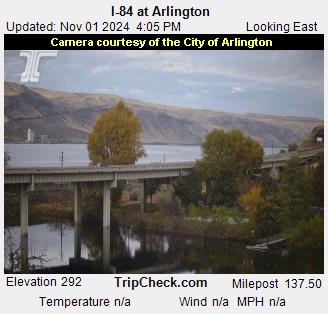 I-84 at Arlington
Updated: Nov 01 2024 4:05 PM Looking East
Camera courtesy of the City of Arlington
Elevation 292 TripCheck.com Milepost 137.50
Temperature n/a Wind n/a MPH n/a